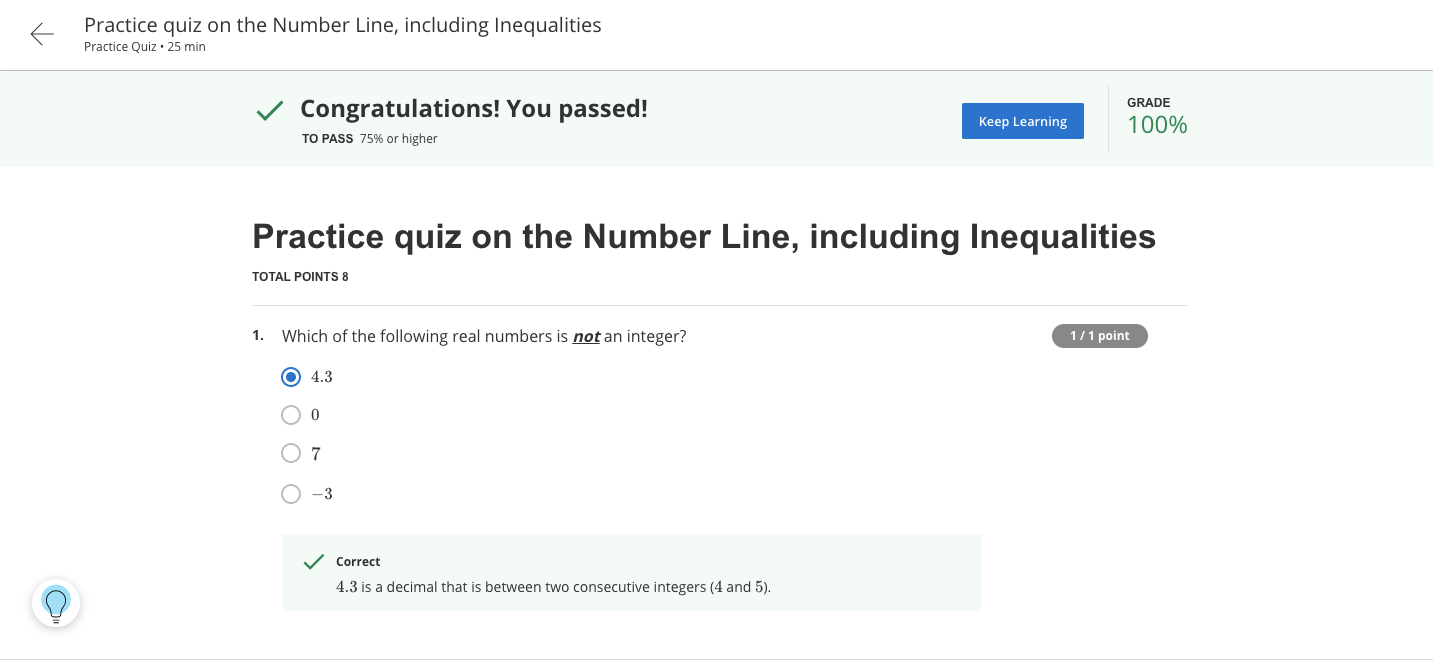 Practice quiz on the Number Line, including Inequalities
Practice Quiz • 25 min
Congratulations! You passed!
TO PASS 75% or higher
Keep Learning
GRADE
100%
Practice quiz on the Number Line, including Inequalities
TOTAL POINTS 8
1. Which of the following real numbers is not an integer?
1 / 1 point
4.3
0
7
−3
Correct
4.3 is a decimal that is between two consecutive integers (4 and 5).